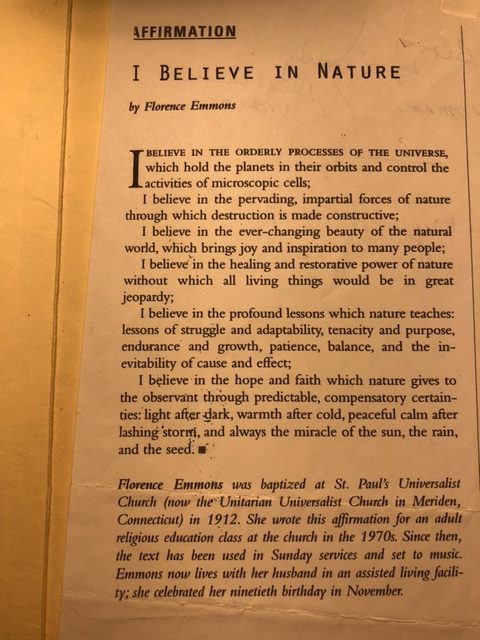 AFFIRMATION
I BELIEVE IN NATURE
by Florence Emmons
I BELIEVE IN THE ORDERLY PROCESSES OF THE UNIVERSE,
which hold the planets in their orbits and control the
activities of microscopic cells;
I believe in the pervading, impartial forces of nature
through which destruction is made constructive;
I believe in the ever-changing beauty of the natural
world, which brings joy and inspiration to many people;
I believe in the healing and restorative power of nature
without which all living things would be in great
jeopardy;
I believe in the profound lessons which nature teaches:
lessons of struggle and adaptability, tenacity and purpose,
endurance and growth, patience, balance, and the in-
evitability of cause and effect;
I believe in the hope and faith which nature gives to
the observant through predictable, compensatory certain-
ties: light after dark, warmth after cold, peaceful calm after
lashing storm, and always the miracle of the sun, the rain,
and the seed. ■
Florence Emmons was baptized at St. Paul's Universalist
Church (now the Unitarian Universalist Church in Meriden,
Connecticut) in 1912. She wrote this affirmation for an adult
religious education class at the church in the 1970s. Since then,
the text has been used in Sunday services and set to music.
Emmons now lives with her husband in an assisted living facili-
ty; she celebrated her ninetieth birthday in November.